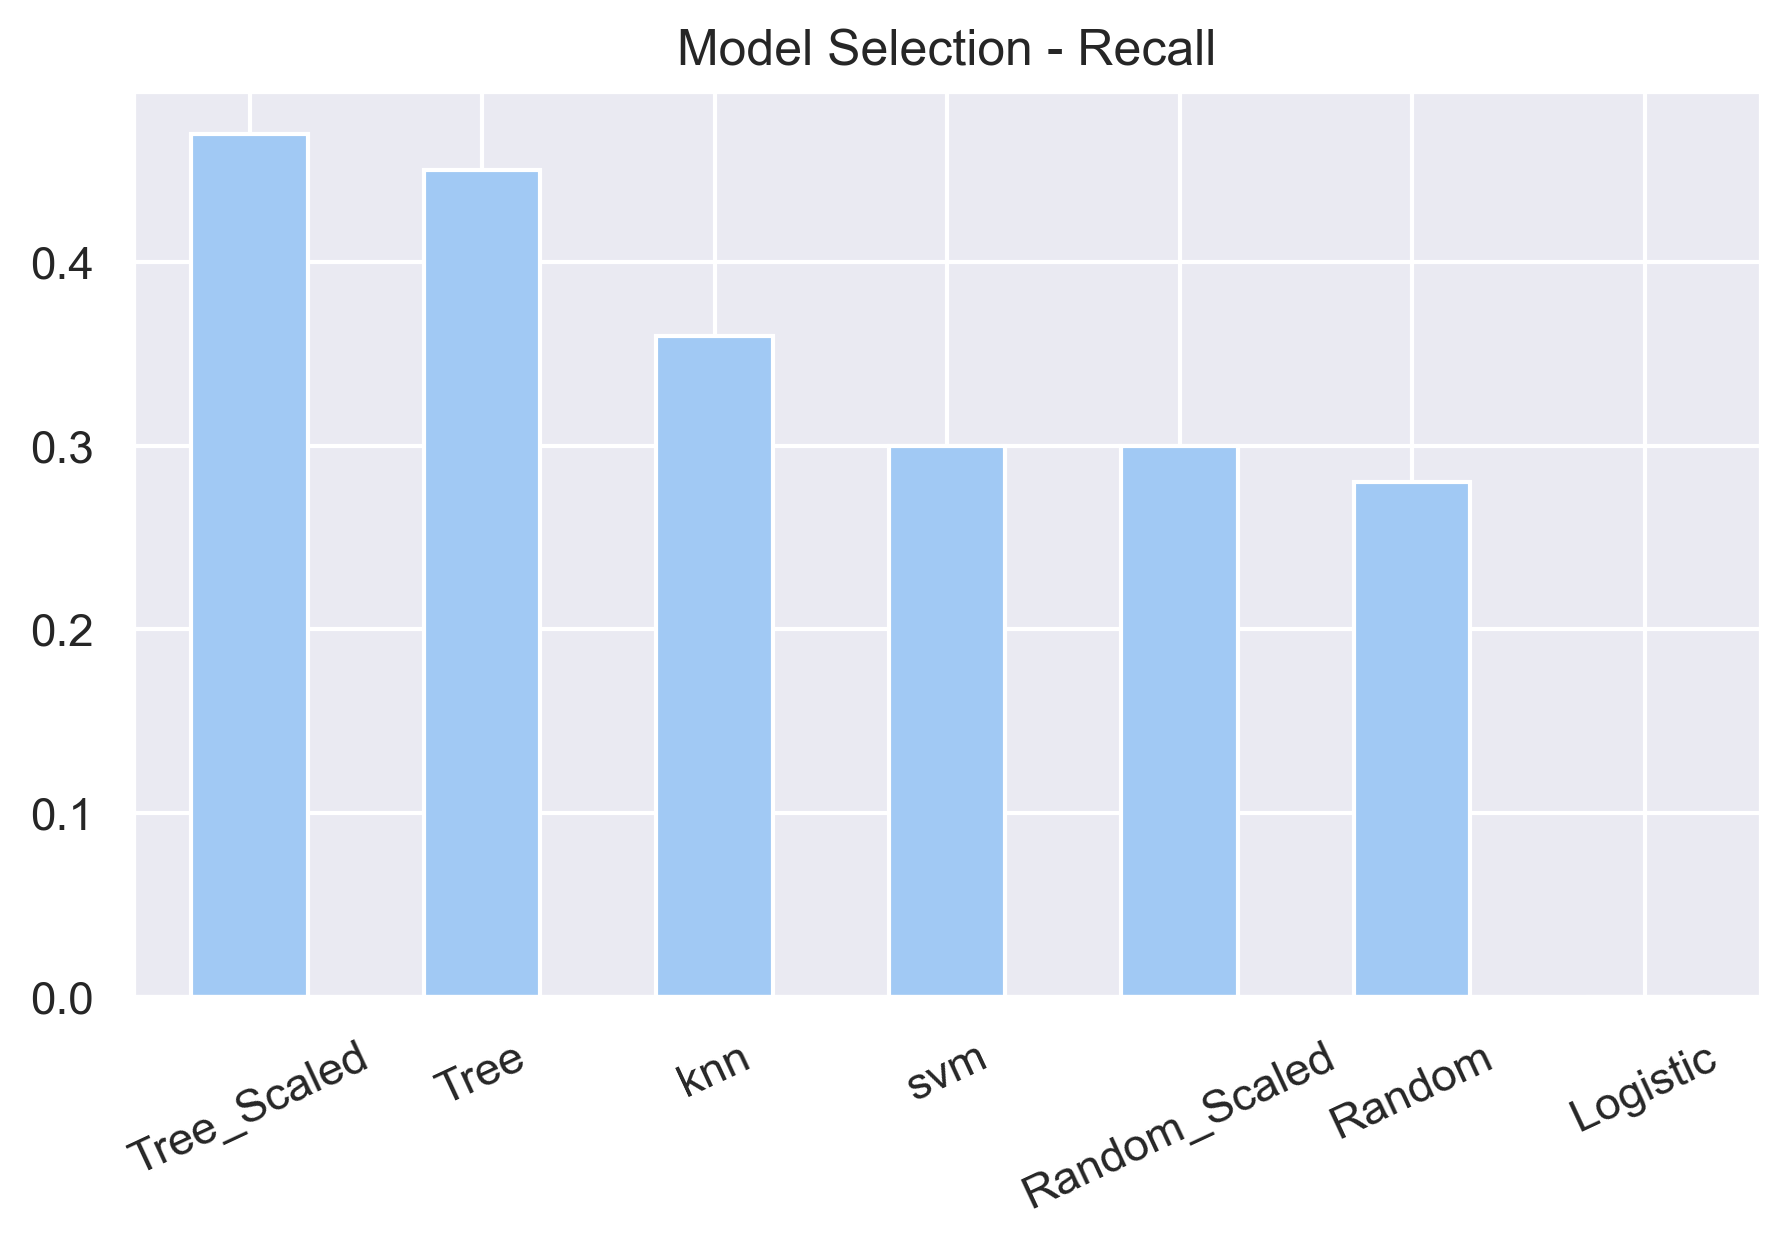 Model Selection - Recall
0.4
0.3
0.2
0.1
0.0
Tree_Scaled
Tree
knn
svm
Random_Scaled
Random
Logistic